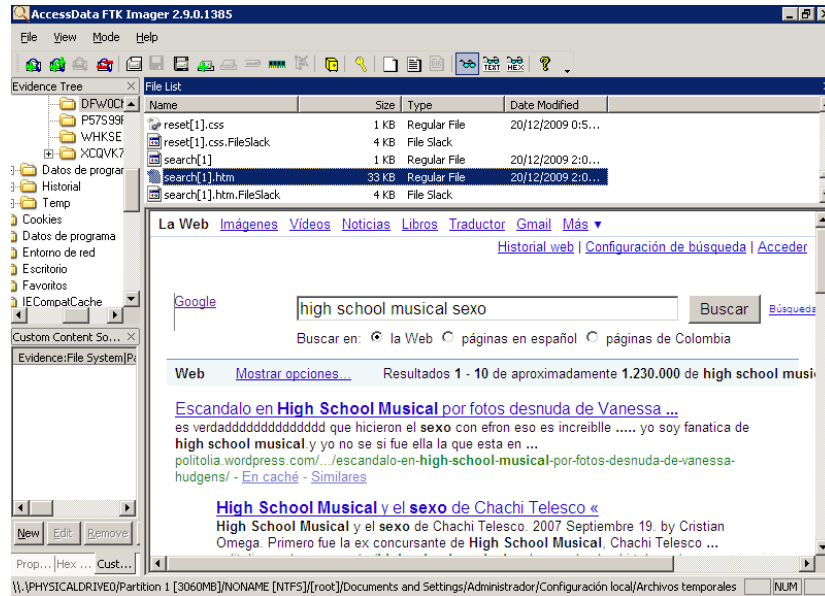 AccessData FTK Imager 2.9.0.1385
File View Mode Help
TEXT HEX
Evidence Tree
DFW0CH
P57S99F
WHKSE
XCQVK7
Datos de prograr
Historial
Temp
Cookies
Datos de programa
Entorno de red
Escritorio
Favoritos
IECompatCache
Custom Content So...
Evidence:File System|Pa
New Edit Remove
Prop... Hex ... Cust...
File List
Name Size Type Date Modified
reset[1].css 1 KB Regular File 20/12/2009 0:5...
reset[1].css.FileSlack 4 KB File Slack
search[1] 1 KB Regular File 20/12/2009 2:0...
search[1].htm 33 KB Regular File 20/12/2009 2:0...
search[1].htm.FileSlack 4 KB File Slack
La Web Imágenes Vídeos Noticias Libros Traductor Gmail Más ▼
Historial web | Configuración de búsqueda | Acceder
Google high school musical sexo Buscar Búsqueda
Buscar en: la Web páginas en español páginas de Colombia
Web Mostrar opciones... Resultados 1 - 10 de aproximadamente 1.230.000 de high school musi
Escandalo en High School Musical por fotos desnuda de Vanessa ...
es verdaddddddddddddddd que hicieron el sexo con efron eso es increiblle ..... yo soy fanatica de
high school musical.y yo no se si fue ella la que esta en ...
politolia.wordpress.com/.../escandalo-en-high-school-musical-por-fotos-desnuda-de-vanessa-
hudgens/ - En caché - Similares
High School Musical y el sexo de Chachi Telesco «
High School Musical y el sexo de Chachi Telesco. 2007 Septiembre 19. by Cristian
Omega. Primero fue la ex concursante de High School Musical, Chachi Telesco ...
\\.\PHYSICALDRIVE0/Partition 1 [3060MB]/NONAME [NTFS]/[root]/Documents and Settings/Administrador/Configuración local/Archivos temporales NUM